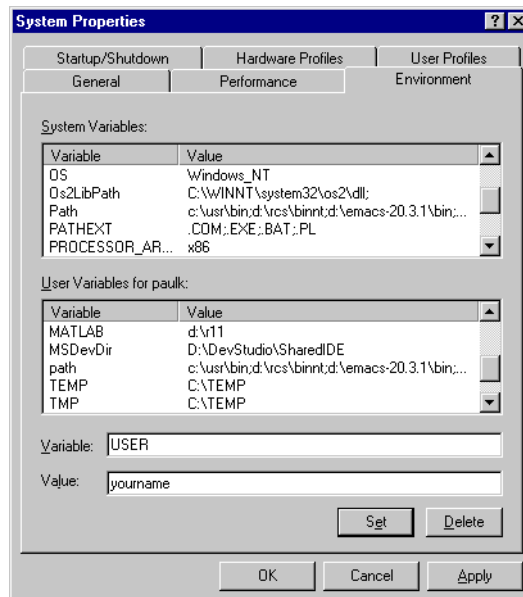 System Properties
Startup/Shutdown Hardware Profiles User Profiles
General Performance Environment
System Variables:
Variable Value
OS Windows_NT
Os2LibPath C:\WINNT\system32\os2\dll;
Path c:\usr\bin;d:\rcs\binnt;d:\emacs-20.3.1\bin;...
PATHEXT .COM;.EXE;.BAT;.PL
PROCESSOR_AR... x86
User Variables for paulk:
Variable Value
MATLAB d:\r11
MSDevDir D:\DevStudio\SharedIDE
path c:\usr\bin;d:\rcs\binnt;d:\emacs-20.3.1\bin;...
TEMP C:\TEMP
TMP C:\TEMP
Variable: USER
Value: yourname
Set Delete
OK Cancel Apply